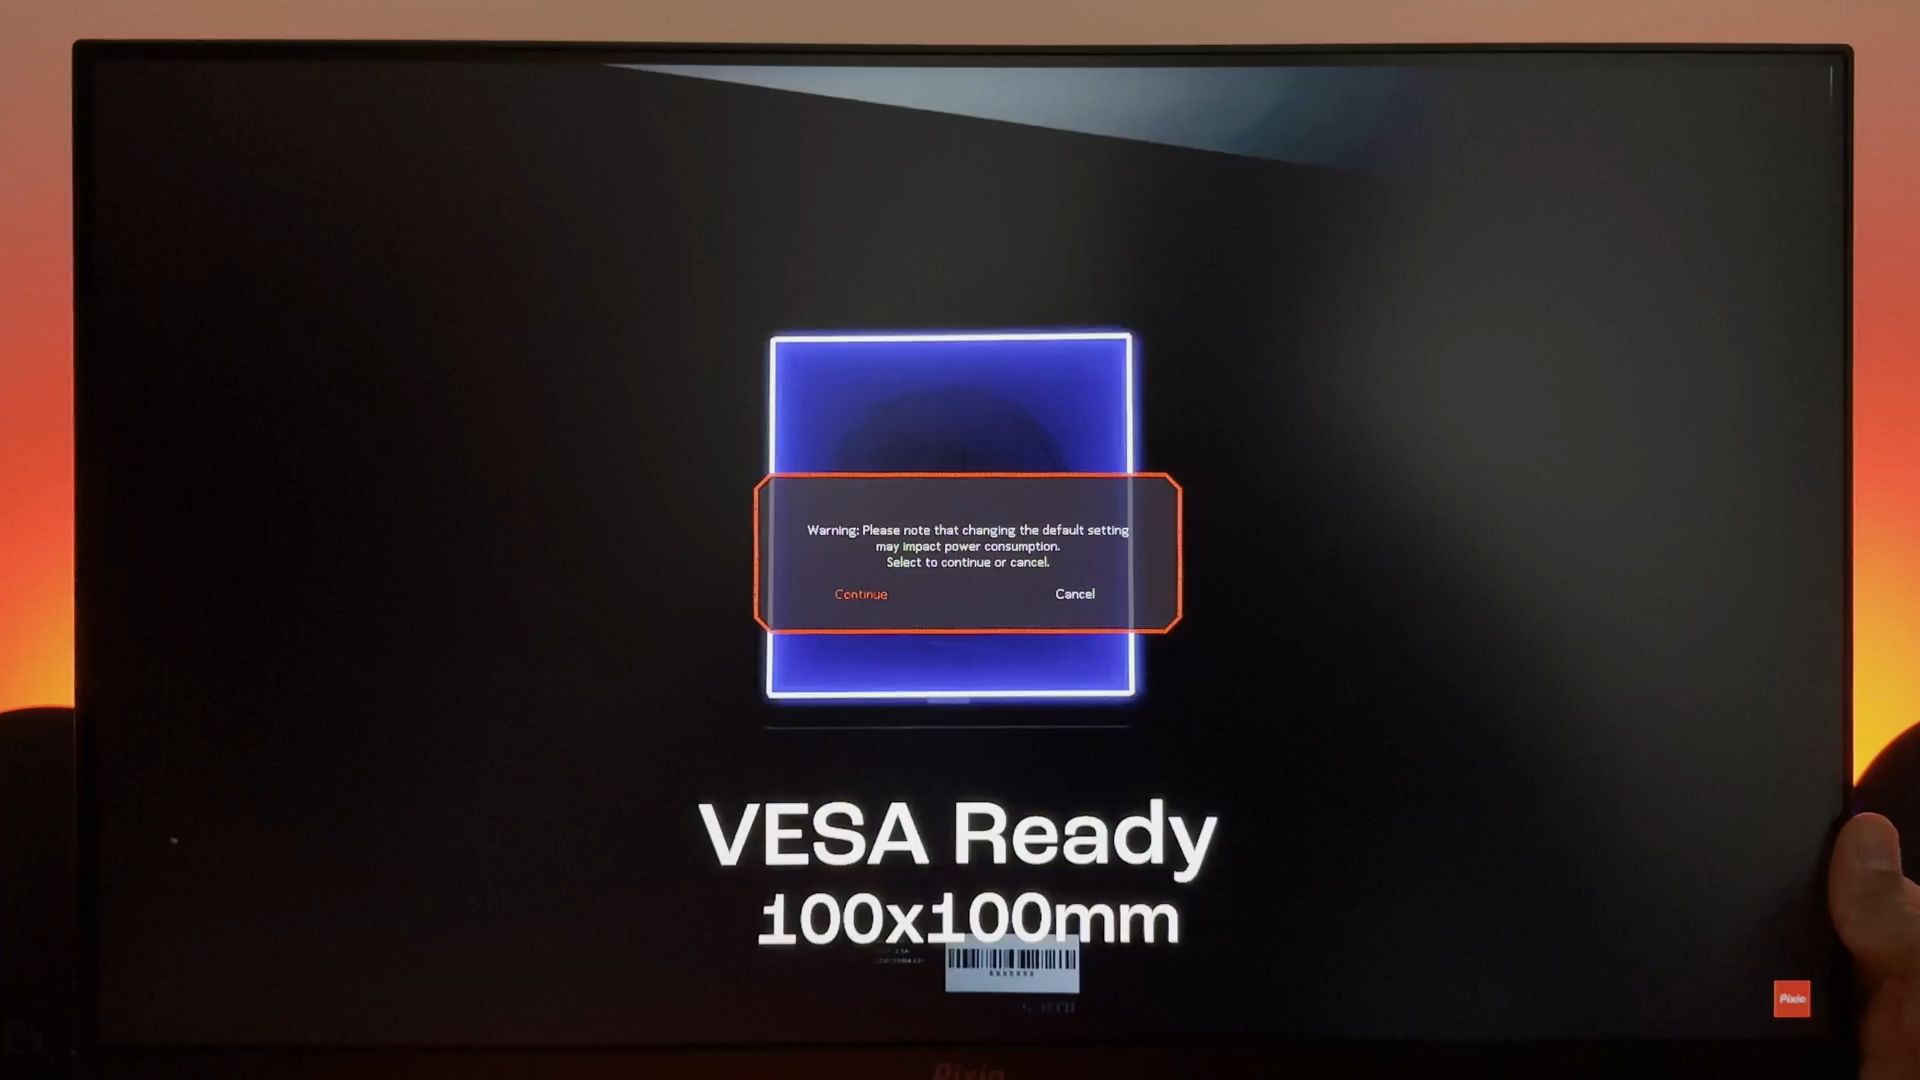 Warning: Please note that changing the default setting
may impact power consumption.
Select to continue or cancel.
Continue Cancel
VESA Ready
100x100mm
Pixio
Pixio